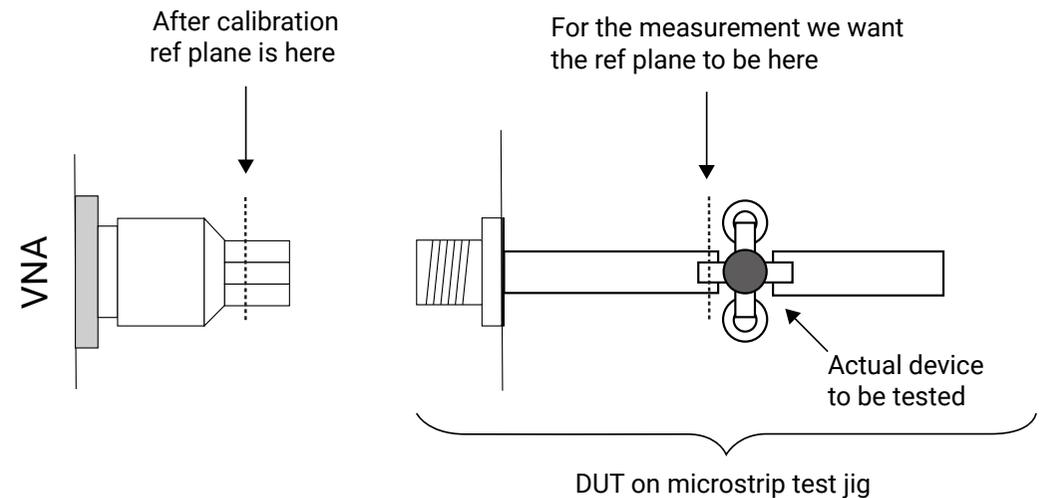 After calibration
ref plane is here
For the measurement we want
the ref plane to be here
VNA
Actual device
to be tested
DUT on microstrip test jig